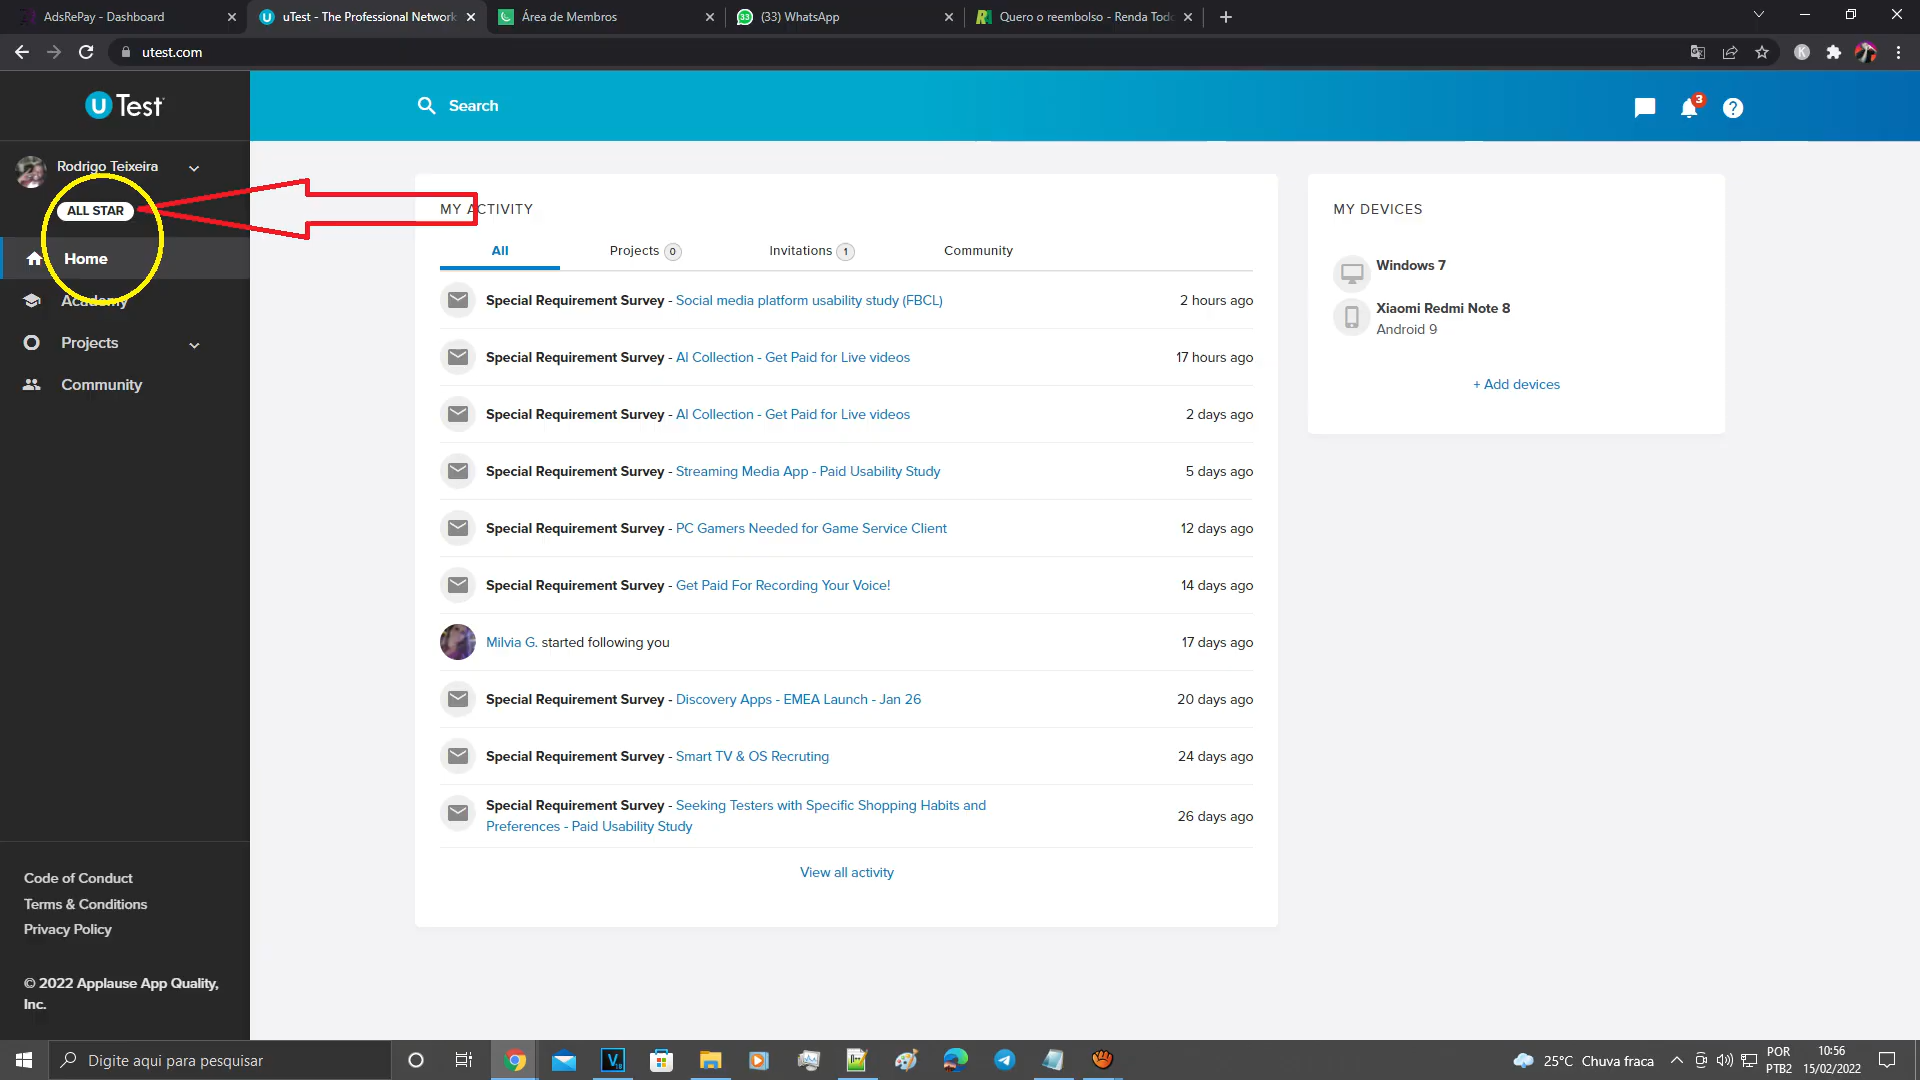 AdsRePay - Dashboard
uTest - The Professional Network
Área de Membros
(33) WhatsApp
Quero o reembolso - Renda Tod
utest.com
K
U Test
Search
3
Rodrigo Teixeira
ALL STAR
Home
Academy
Projects
Community
MY ACTIVITY
All
Projects 0
Invitations 1
Community
Special Requirement Survey - Social media platform usability study (FBCL)
2 hours ago
Special Requirement Survey - AI Collection - Get Paid for Live videos
17 hours ago
Special Requirement Survey - AI Collection - Get Paid for Live videos
2 days ago
Special Requirement Survey - Streaming Media App - Paid Usability Study
5 days ago
Special Requirement Survey - PC Gamers Needed for Game Service Client
12 days ago
Special Requirement Survey - Get Paid For Recording Your Voice!
14 days ago
Milvia G. started following you
17 days ago
Special Requirement Survey - Discovery Apps - EMEA Launch - Jan 26
20 days ago
Special Requirement Survey - Smart TV & OS Recruting
24 days ago
Special Requirement Survey - Seeking Testers with Specific Shopping Habits and
Preferences - Paid Usability Study
26 days ago
View all activity
MY DEVICES
Windows 7
Xiaomi Redmi Note 8
Android 9
+ Add devices
Code of Conduct
Terms & Conditions
Privacy Policy
© 2022 Applause App Quality,
Inc.
Digite aqui para pesquisar
25°C Chuva fraca
POR
PTB2
10:56
15/02/2022